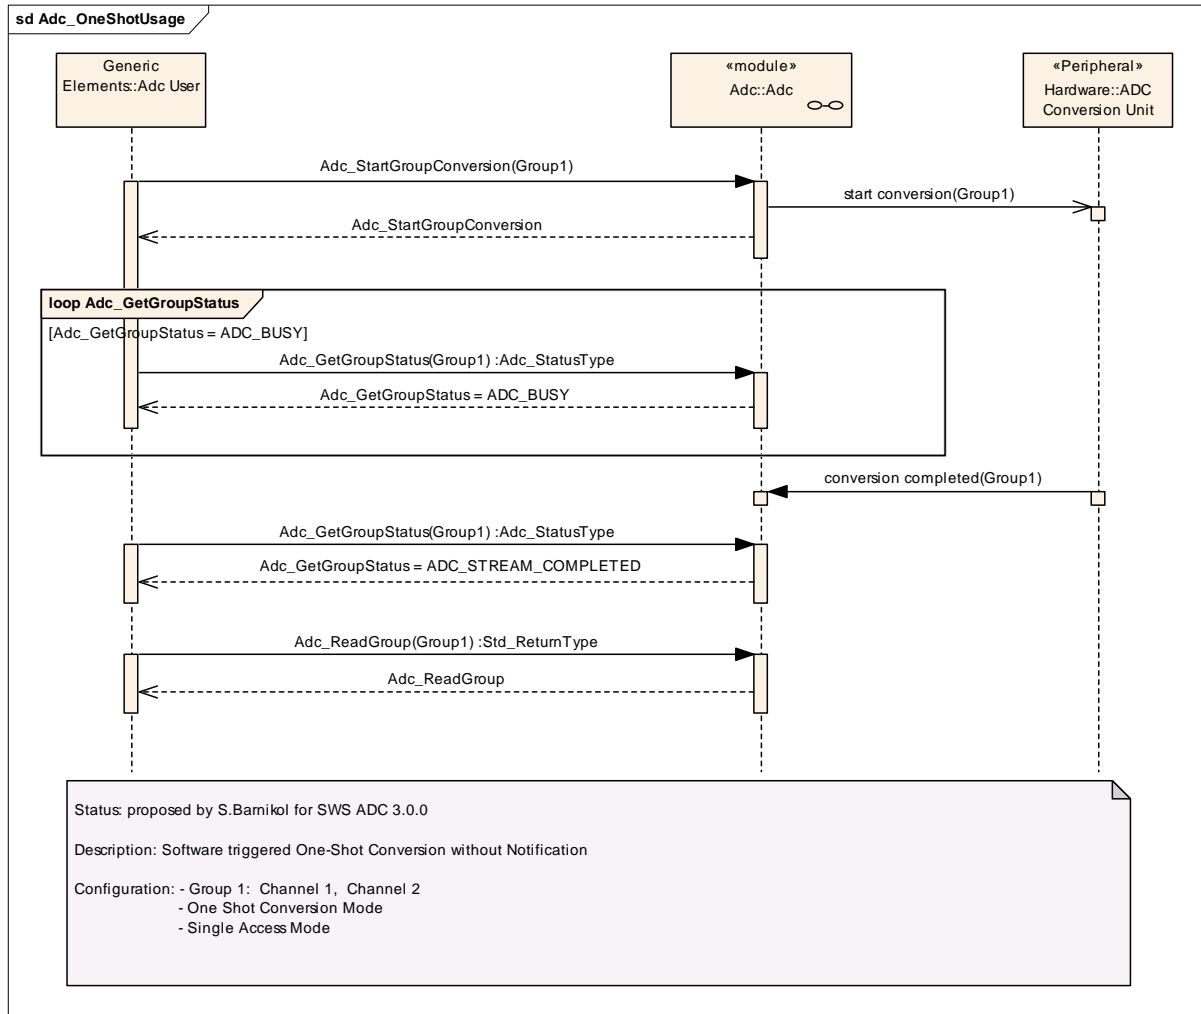 sd Adc_OneShotUsage
Generic
Elements::Adc User
«module»
Adc::Adc
«Peripheral»
Hardware::ADC
Conversion Unit
Adc_StartGroupConversion(Group1)
start conversion(Group1)
Adc_StartGroupConversion
loop Adc_GetGroupStatus
[Adc_GetGroupStatus = ADC_BUSY]
Adc_GetGroupStatus(Group1) :Adc_StatusType
Adc_GetGroupStatus = ADC_BUSY
conversion completed(Group1)
Adc_GetGroupStatus(Group1) :Adc_StatusType
Adc_GetGroupStatus = ADC_STREAM_COMPLETED
Adc_ReadGroup(Group1) :Std_ReturnType
Adc_ReadGroup
Status: proposed by S.Barnikol for SWS ADC 3.0.0
Description: Software triggered One-Shot Conversion without Notification
Configuration: - Group 1: Channel 1, Channel 2
- One Shot Conversion Mode
- Single Access Mode